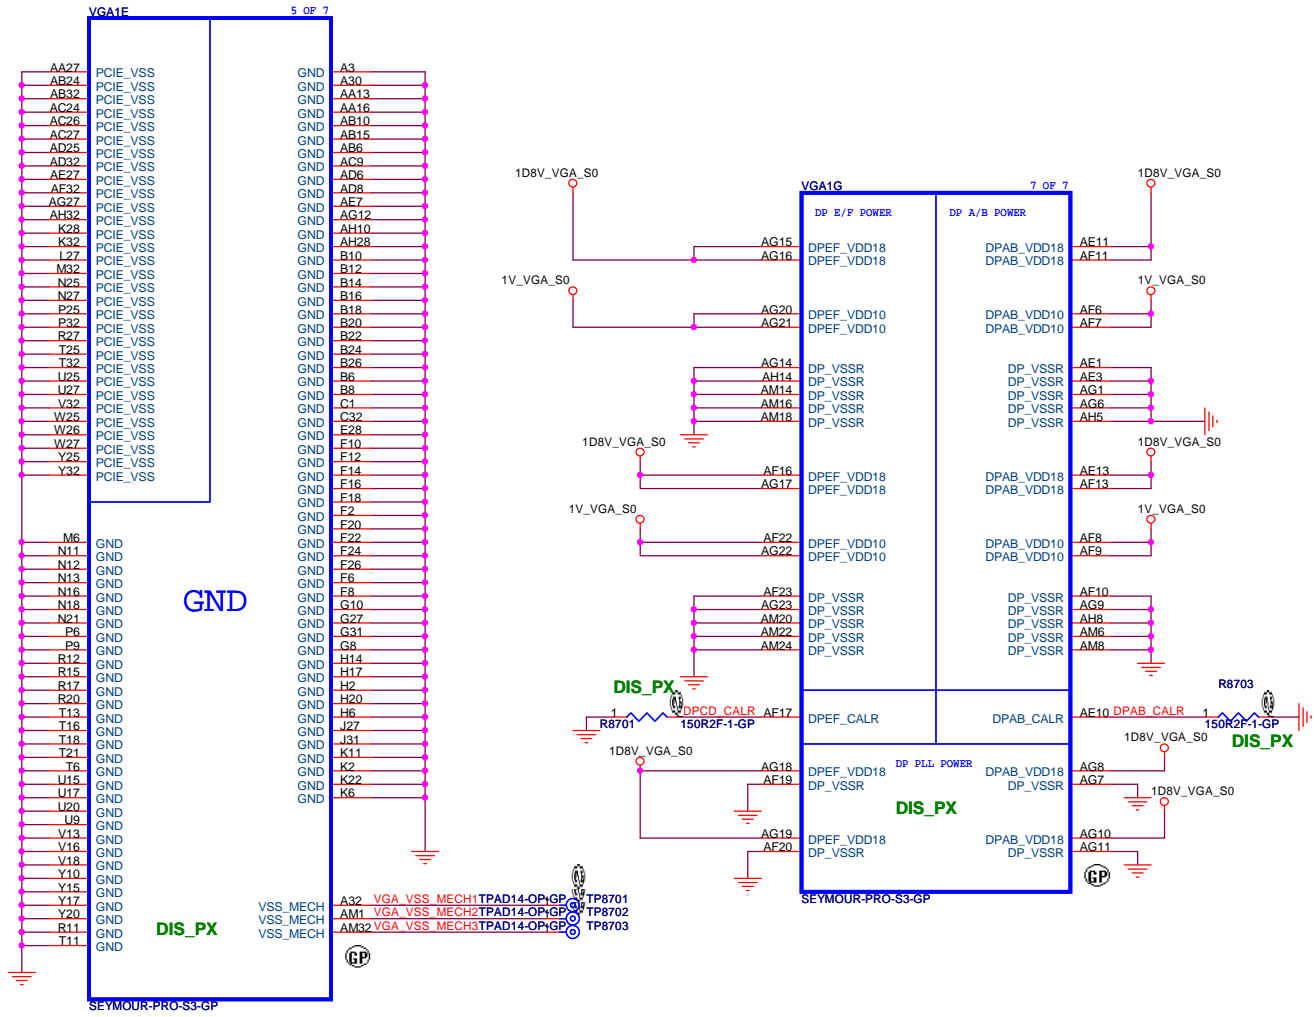 VGA1E 5 OF 7
AA27 PCIE_VSS GND A3
AB24 PCIE_VSS GND A30
AB32 PCIE_VSS GND AA13
AC24 PCIE_VSS GND AA16
AC26 PCIE_VSS GND AB10
AC27 PCIE_VSS GND AB15
AD25 PCIE_VSS GND AB6
AD32 PCIE_VSS GND AC9
AE27 PCIE_VSS GND AD6
AF32 PCIE_VSS GND AD8
AG27 PCIE_VSS GND AE7
AH32 PCIE_VSS GND AG12
K28 PCIE_VSS GND AH10
K32 PCIE_VSS GND AH28
L27 PCIE_VSS GND B10
M32 PCIE_VSS GND B12
N25 PCIE_VSS GND B14
N27 PCIE_VSS GND B16
P25 PCIE_VSS GND B18
P32 PCIE_VSS GND B20
R27 PCIE_VSS GND B22
T25 PCIE_VSS GND B24
T32 PCIE_VSS GND B26
U25 PCIE_VSS GND B6
U27 PCIE_VSS GND B8
V32 PCIE_VSS GND C1
W25 PCIE_VSS GND C32
W26 PCIE_VSS GND E28
W27 PCIE_VSS GND F10
Y25 PCIE_VSS GND F12
Y32 PCIE_VSS GND F14
GND F16
GND F18
GND F2
GND F20
M6 GND GND F22
N11 GND GND F24
N12 GND GND F26
N13 GND GND F6
N16 GND GND F8
N18 GND GND G10
N21 GND GND G27
P6 GND GND G31
P9 GND GND G8
R12 GND GND H14
R15 GND GND H17
R17 GND GND H2
R20 GND GND H20
T13 GND GND H6
T16 GND GND J27
T18 GND GND J31
T21 GND GND K11
T6 GND GND K2
U15 GND GND K22
U17 GND GND K6
U20 GND
U9 GND
V13 GND
V16 GND
V18 GND
Y10 GND
Y15 GND
Y17 GND VSS_MECH A32 VGA_VSS_MECH1 TPAD14-OP-GP TP8701
Y20 GND VSS_MECH AM1 VGA_VSS_MECH2 TPAD14-OP-GP TP8702
R11 GND VSS_MECH AM32 VGA_VSS_MECH3 TPAD14-OP-GP TP8703
T11 GND
GND
DIS_PX
GP
SEYMOUR-PRO-S3-GP
VGA1G 7 OF 7
DP E/F POWER DP A/B POWER
1D8V_VGA_S0 1D8V_VGA_S0
AG15 DPEF_VDD18 DPAB_VDD18 AE11
AG16 DPEF_VDD18 DPAB_VDD18 AF11
1V_VGA_S0 1V_VGA_S0
AG20 DPEF_VDD10 DPAB_VDD10 AF6
AG21 DPEF_VDD10 DPAB_VDD10 AF7
AG14 DP_VSSR DP_VSSR AE1
AH14 DP_VSSR DP_VSSR AE3
AM14 DP_VSSR DP_VSSR AG1
AM16 DP_VSSR DP_VSSR AG6
AM18 DP_VSSR DP_VSSR AH5
1D8V_VGA_S0 1D8V_VGA_S0
AF16 DPEF_VDD18 DPAB_VDD18 AE13
AG17 DPEF_VDD18 DPAB_VDD18 AF13
1V_VGA_S0 1V_VGA_S0
AF22 DPEF_VDD10 DPAB_VDD10 AF8
AG22 DPEF_VDD10 DPAB_VDD10 AF9
AF23 DP_VSSR DP_VSSR AF10
AG23 DP_VSSR DP_VSSR AG9
AM20 DP_VSSR DP_VSSR AH8
AM22 DP_VSSR DP_VSSR AM6
AM24 DP_VSSR DP_VSSR AM8
DIS_PX R8703
1 DPCD_CALR AF17 DPEF_CALR DPAB_CALR AE10 DPAB_CALR 1
R8701 150R2F-1-GP 150R2F-1-GP
DIS_PX
1D8V_VGA_S0 DP PLL POWER 1D8V_VGA_S0
AG18 DPEF_VDD18 DPAB_VDD18 AG8
AF19 DP_VSSR DP_VSSR AG7
1D8V_VGA_S0
DIS_PX
AG19 DPEF_VDD18 DPAB_VDD18 AG10
AF20 DP_VSSR DP_VSSR AG11
GP
SEYMOUR-PRO-S3-GP